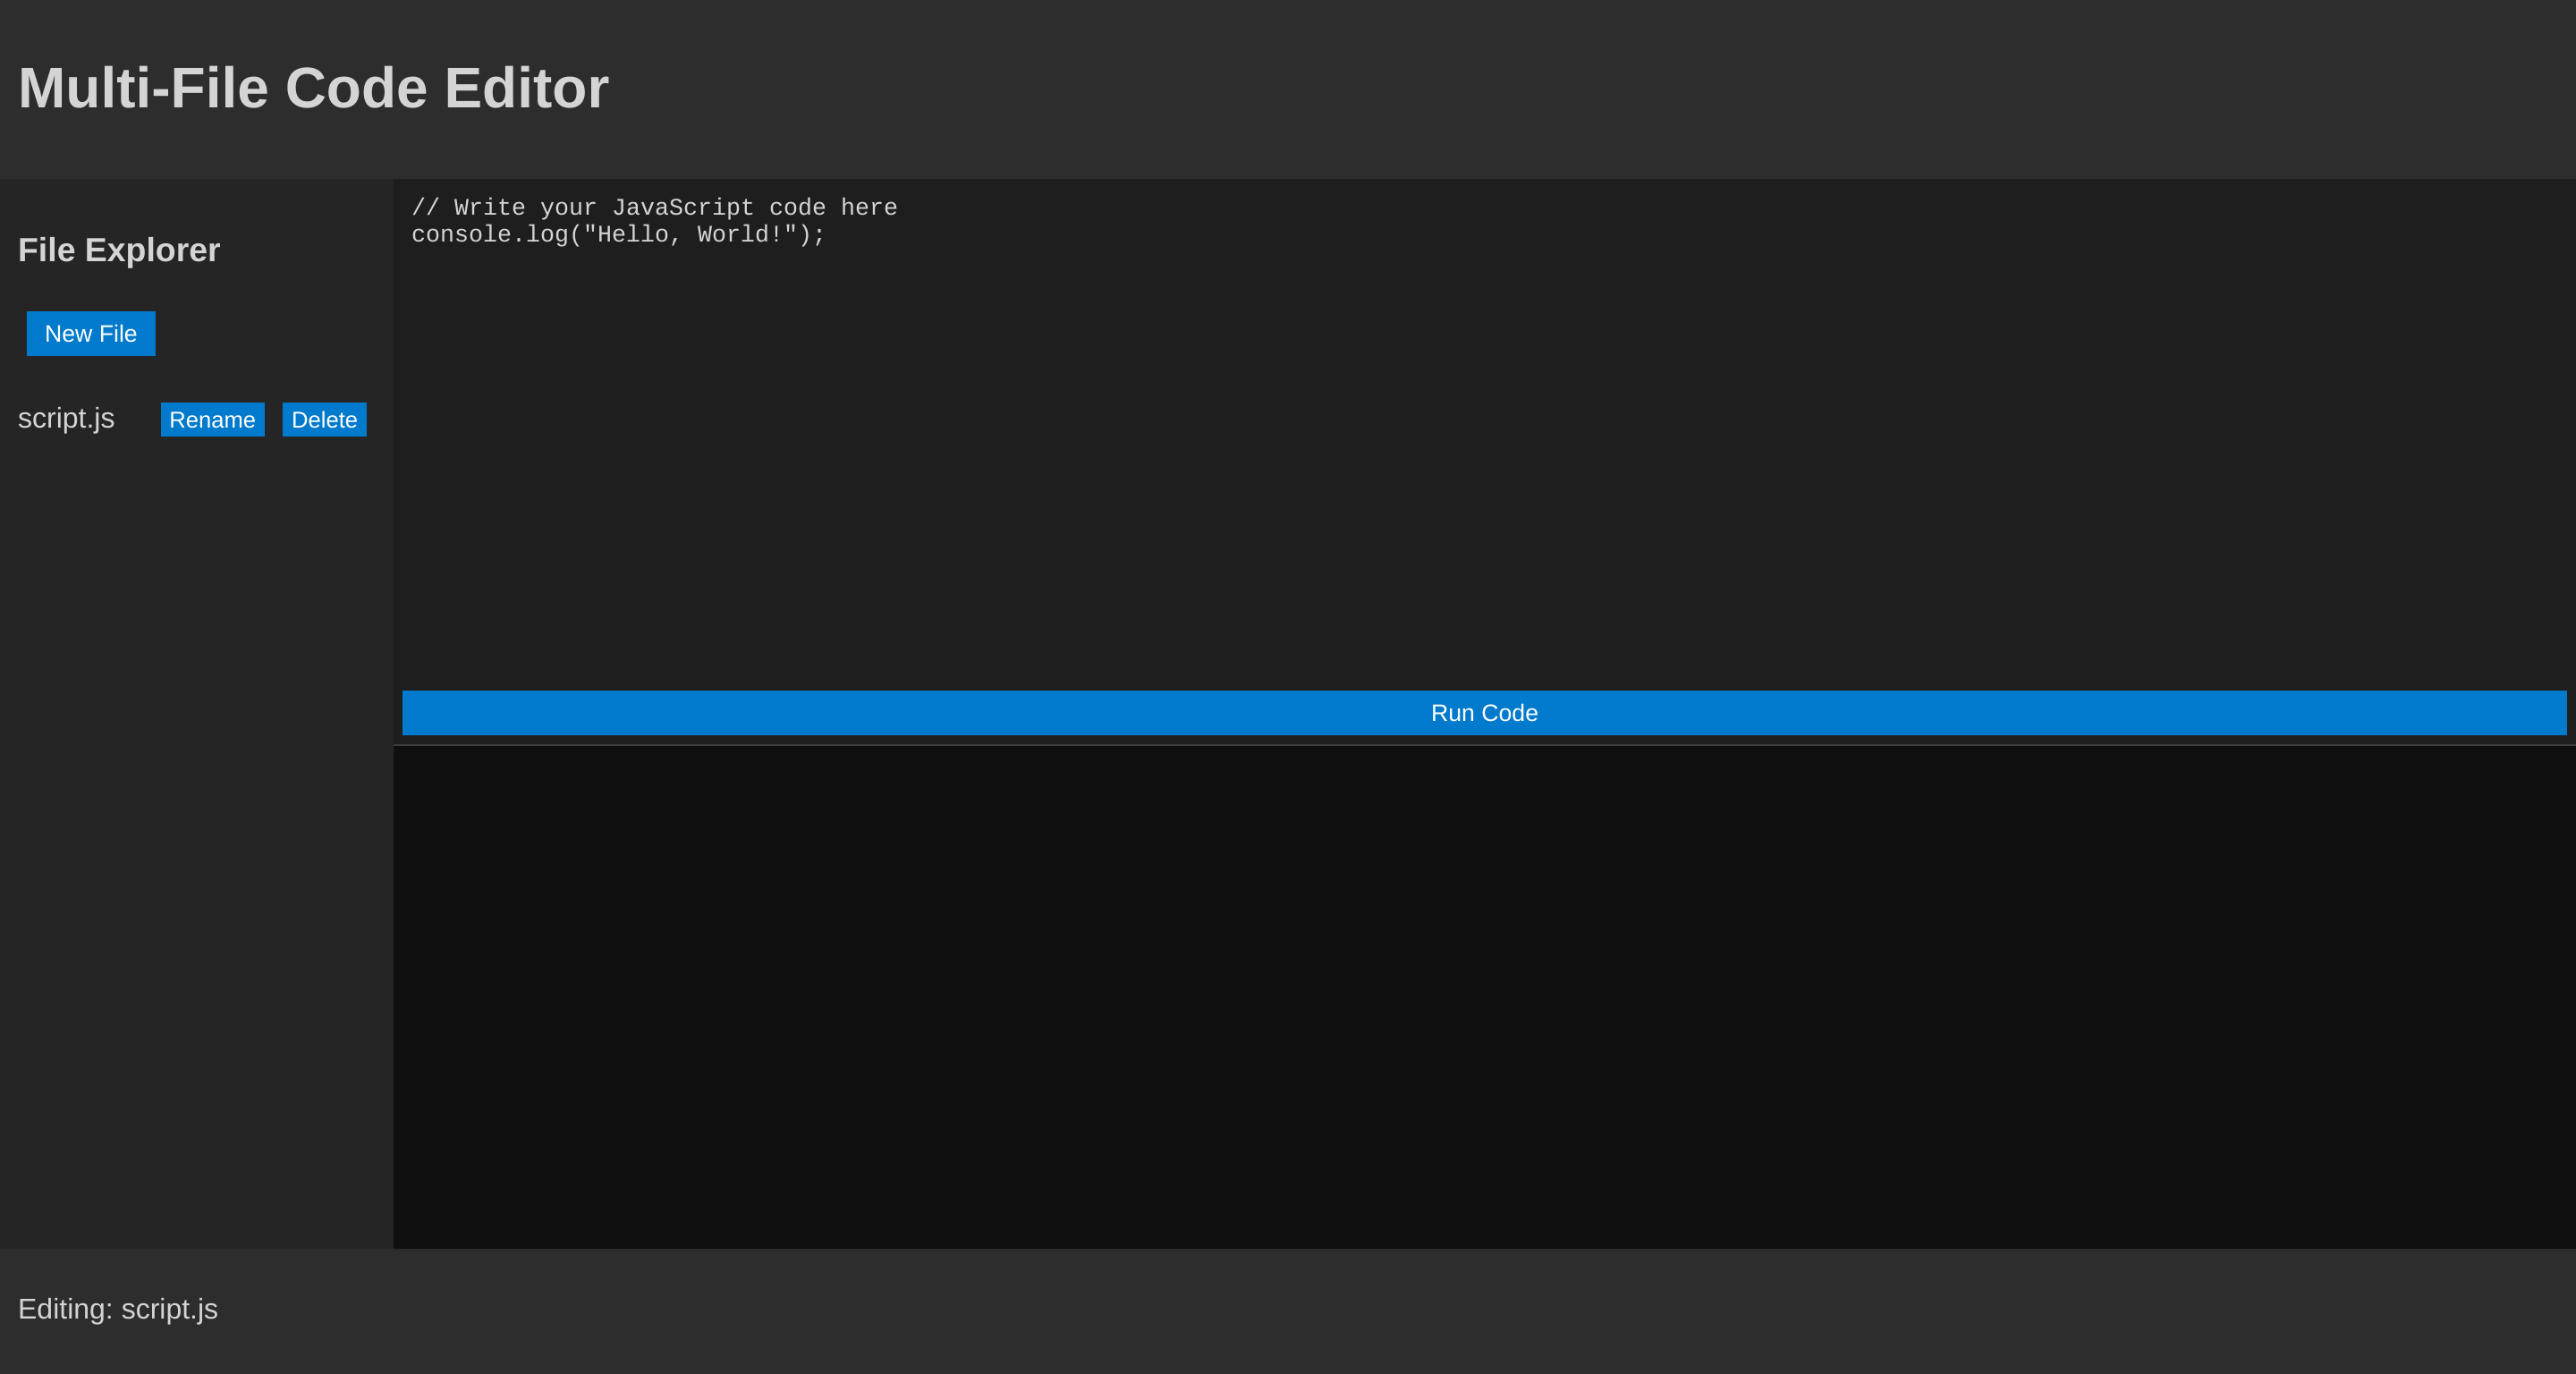 Multi-File Code Editor
File Explorer
New File
script.js Rename Delete
// Write your JavaScript code here
console.log("Hello, World!");
Run Code
Editing: script.js